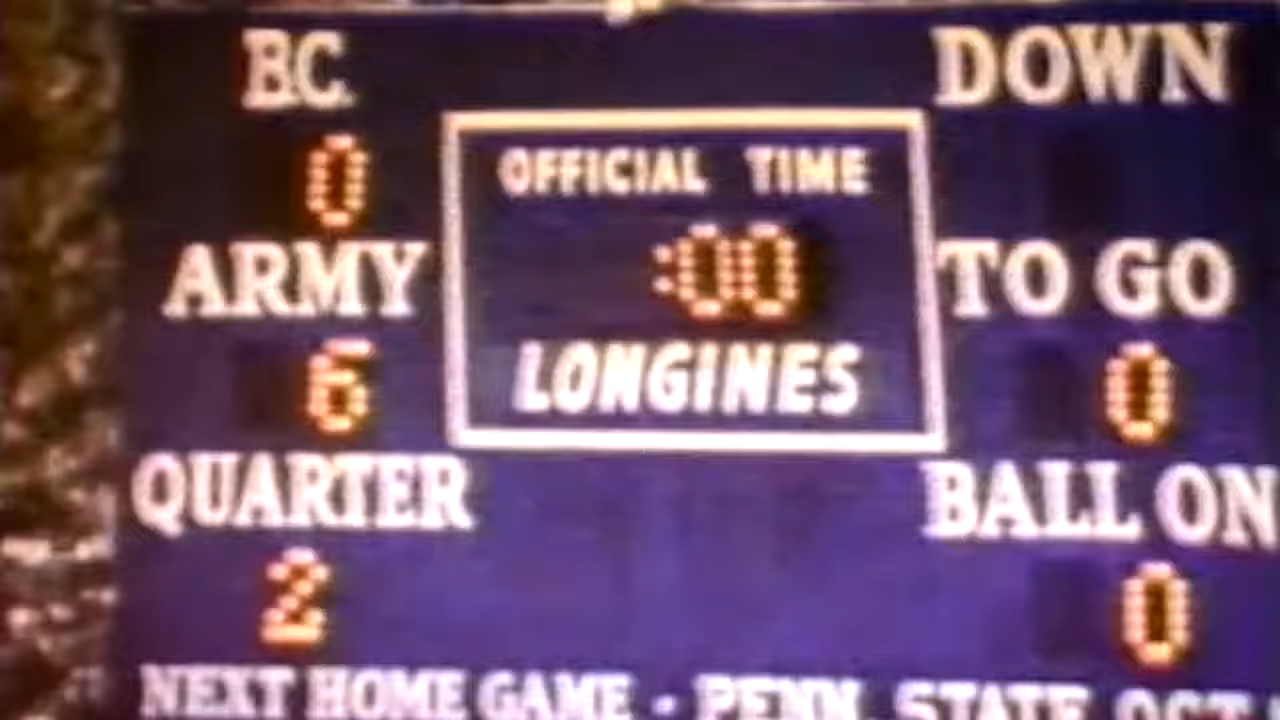 B.C. DOWN
OFFICIAL TIME
0
ARMY :00 TO GO
LONGINES
6 0
QUARTER BALL ON
2 0
NEXT HOME GAME - PENN. STATE OCT